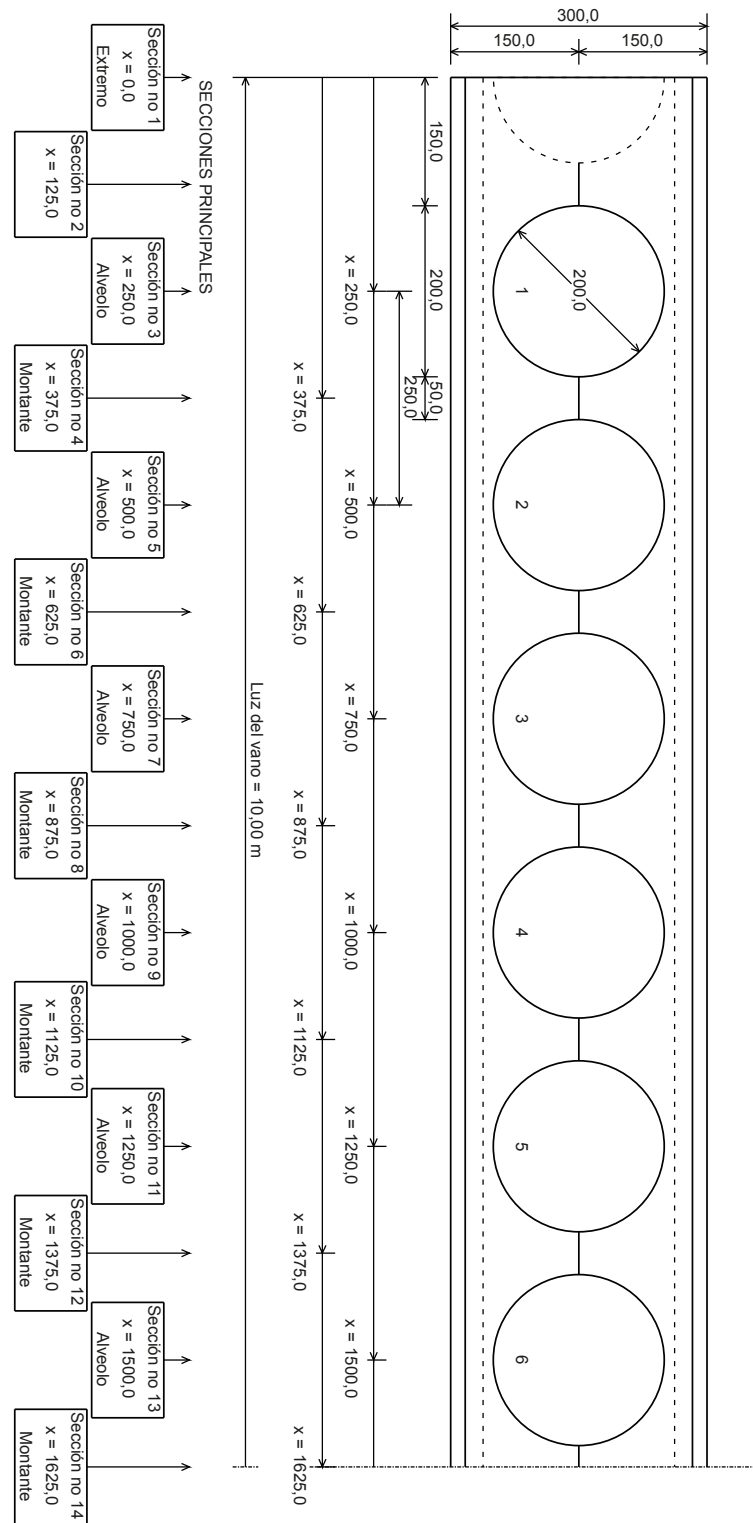 300,0
150,0
150,0
150,0
200,0
50,0
250,0
200,0
1
2
3
4
5
6
x = 250,0
x = 500,0
x = 750,0
x = 1000,0
x = 1250,0
x = 1500,0
x = 375,0
x = 625,0
x = 875,0
x = 1125,0
x = 1375,0
x = 1625,0
Luz del vano = 10,00 m
SECCIONES PRINCIPALES
Sección no 1
x = 0,0
Extremo
Sección no 2
x = 125,0
Sección no 3
x = 250,0
Alveolo
Sección no 4
x = 375,0
Montante
Sección no 5
x = 500,0
Alveolo
Sección no 6
x = 625,0
Montante
Sección no 7
x = 750,0
Alveolo
Sección no 8
x = 875,0
Montante
Sección no 9
x = 1000,0
Alveolo
Sección no 10
x = 1125,0
Montante
Sección no 11
x = 1250,0
Alveolo
Sección no 12
x = 1375,0
Montante
Sección no 13
x = 1500,0
Alveolo
Sección no 14
x = 1625,0
Montante